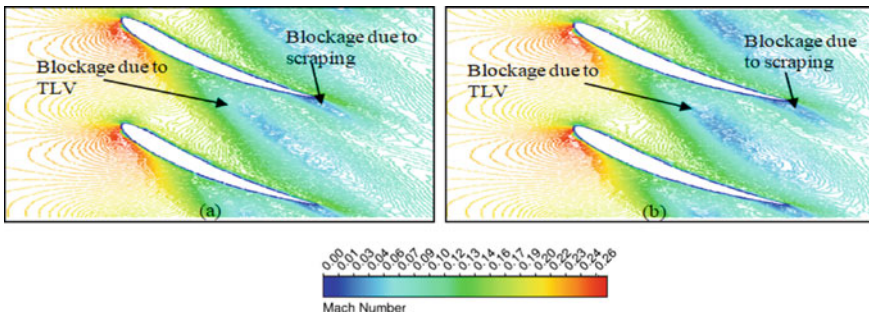 Blockage due to
scraping
Blockage due to
TLV
(a)
Blockage due
to scraping
Blockage due to
TLV
(b)
0.00 0.01 0.03 0.04 0.06 0.07 0.09 0.10 0.12 0.13 0.14 0.16 0.17 0.19 0.20 0.22 0.23 0.24 0.26
Mach Number